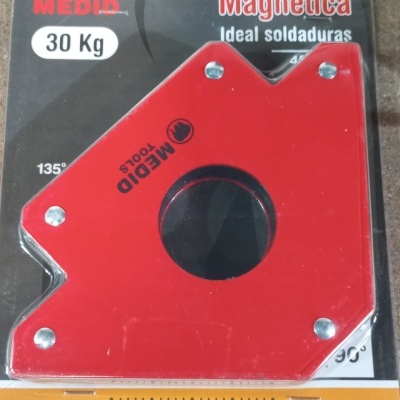 MEDID
Magnética
30 Kg
Ideal soldaduras
135°
MEDID
TOOLS
90°